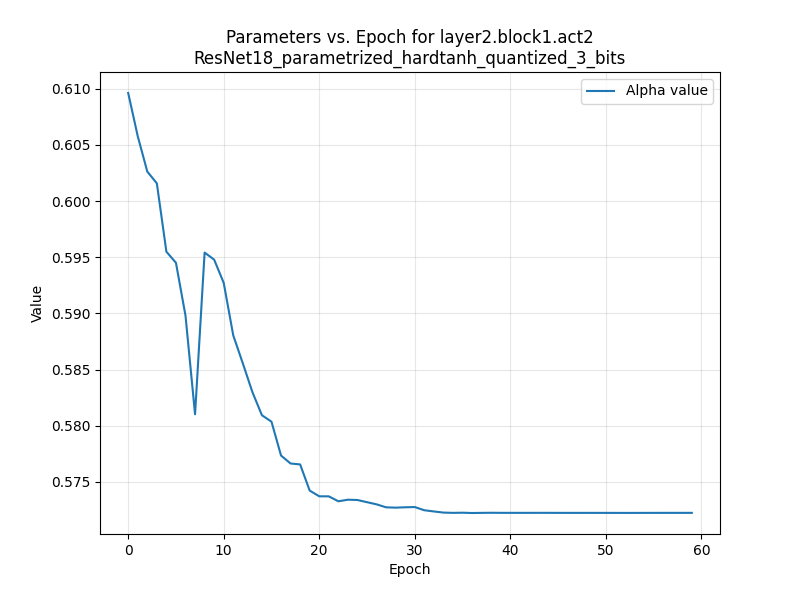 Parameters vs. Epoch for layer2.block1.act2
ResNet18_parametrized_hardtanh_quantized_3_bits
Alpha value
0.610
0.605
0.600
0.595
0.590
0.585
0.580
0.575
Value
0 10 20 30 40 50 60
Epoch